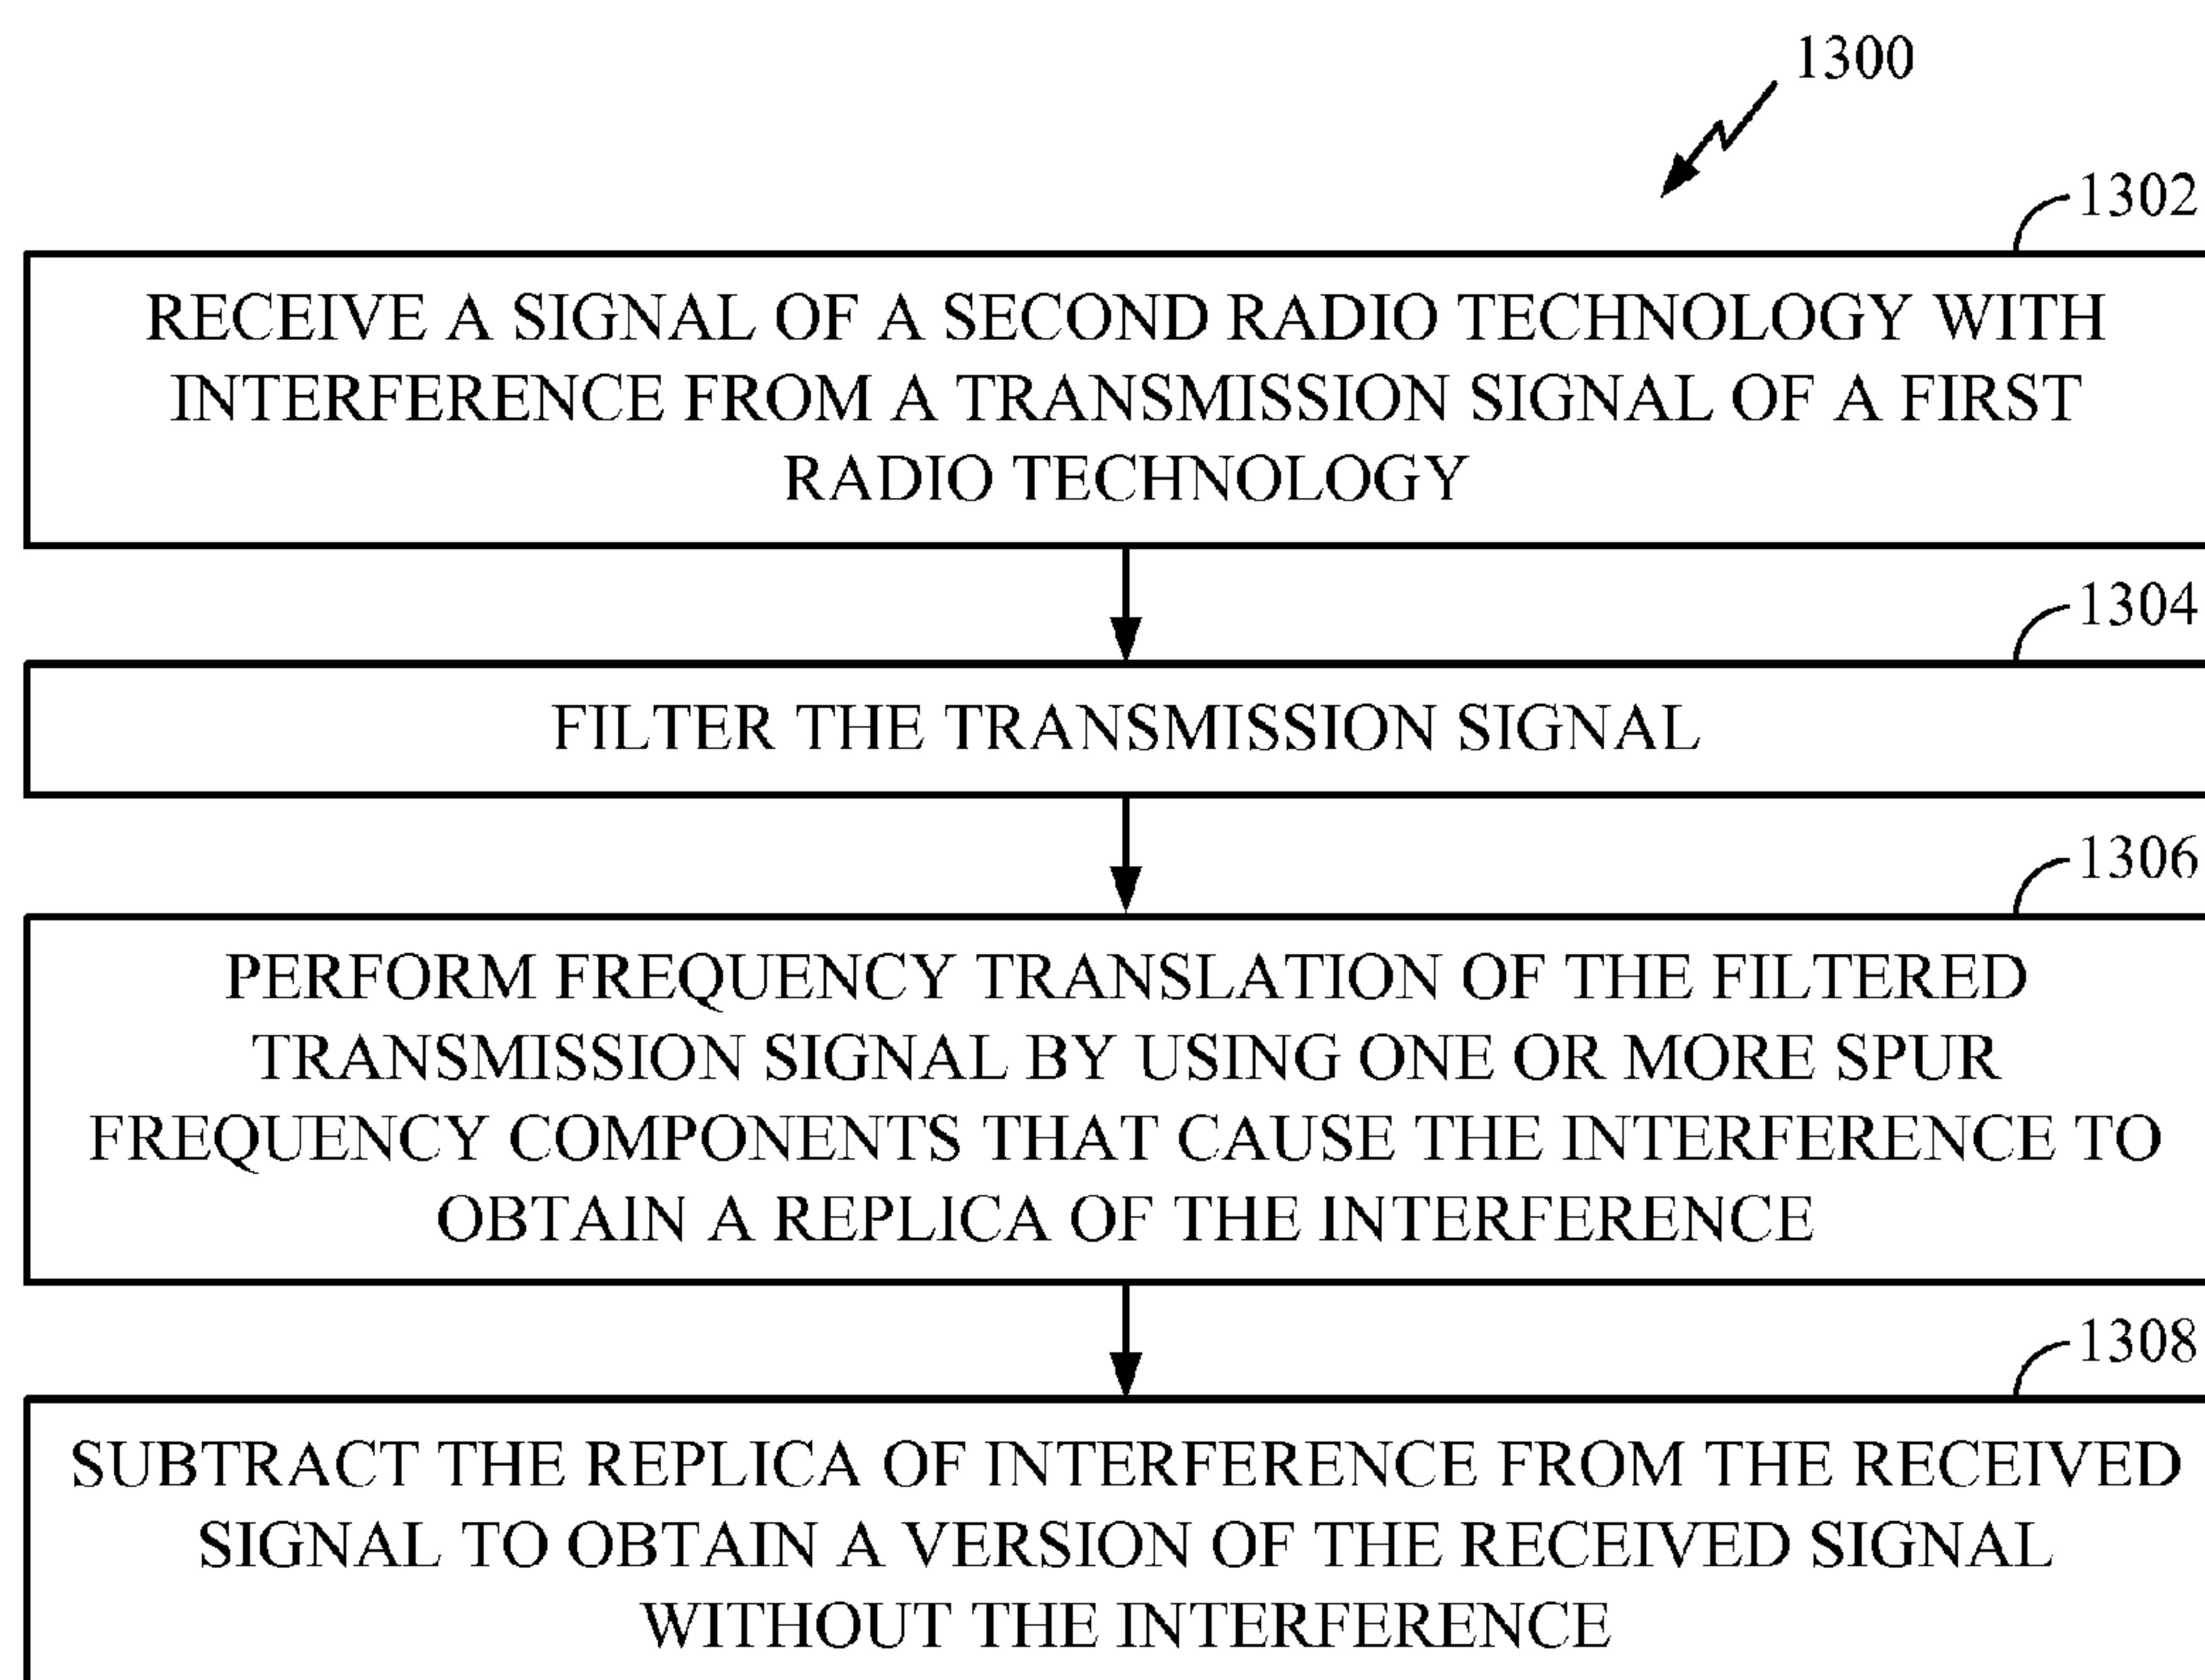 1300
1302
RECEIVE A SIGNAL OF A SECOND RADIO TECHNOLOGY WITH
INTERFERENCE FROM A TRANSMISSION SIGNAL OF A FIRST
RADIO TECHNOLOGY
1304
FILTER THE TRANSMISSION SIGNAL
1306
PERFORM FREQUENCY TRANSLATION OF THE FILTERED
TRANSMISSION SIGNAL BY USING ONE OR MORE SPUR
FREQUENCY COMPONENTS THAT CAUSE THE INTERFERENCE TO
OBTAIN A REPLICA OF THE INTERFERENCE
1308
SUBTRACT THE REPLICA OF INTERFERENCE FROM THE RECEIVED
SIGNAL TO OBTAIN A VERSION OF THE RECEIVED SIGNAL
WITHOUT THE INTERFERENCE